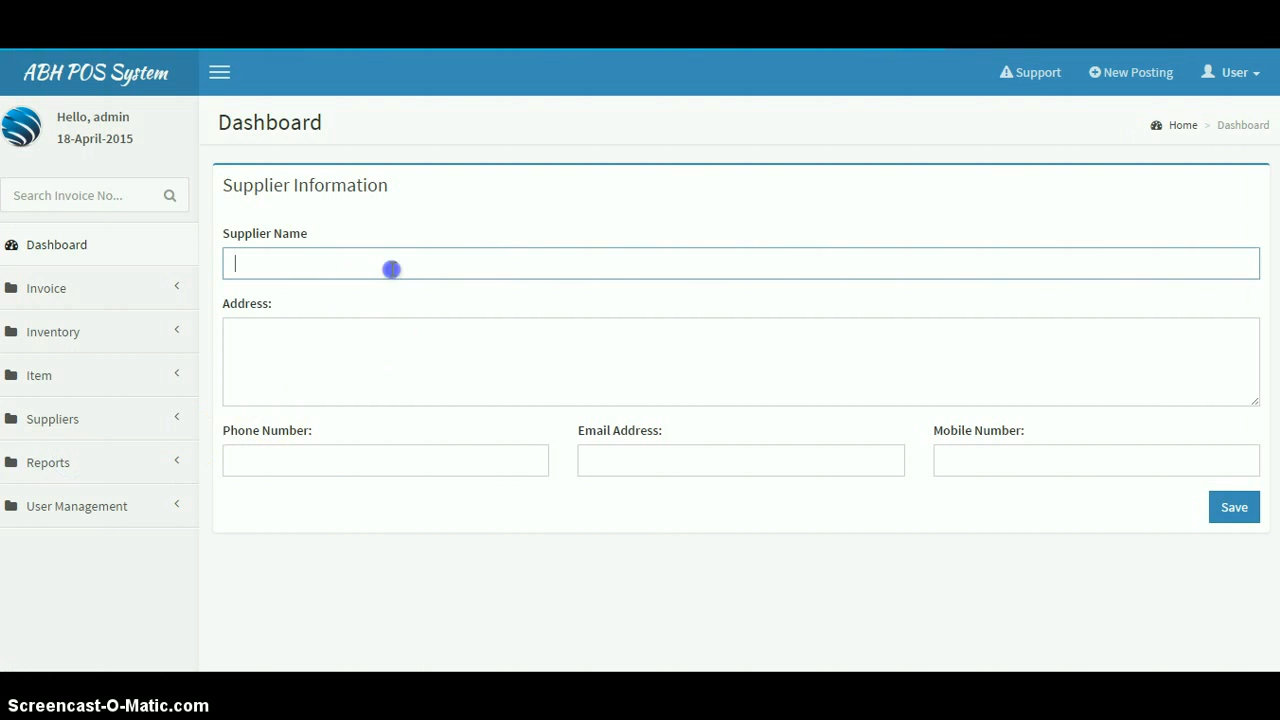 ABH POS System
Support
New Posting
User
Hello, admin
18-April-2015
Dashboard
Home > Dashboard
Search Invoice No...
Dashboard
Invoice
Inventory
Item
Suppliers
Reports
User Management
Supplier Information
Supplier Name
Address:
Phone Number:
Email Address:
Mobile Number:
Save
Screencast-O-Matic.com